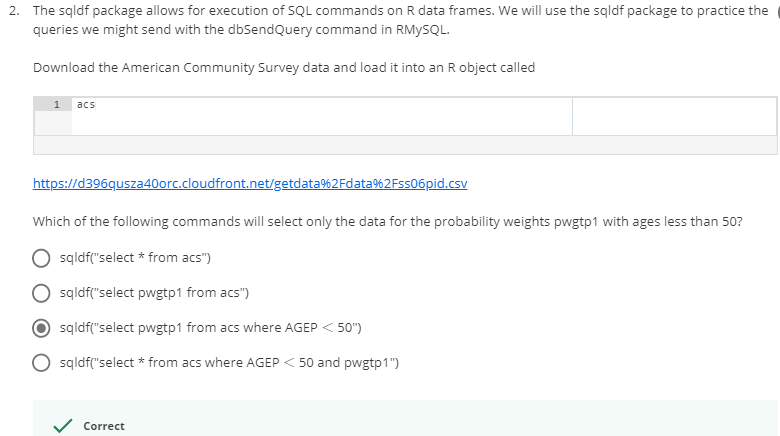 2. The sqldf package allows for execution of SQL commands on R data frames. We will use the sqldf package to practice the
queries we might send with the dbSendQuery command in RMySQL.
Download the American Community Survey data and load it into an R object called
1 acs
https://d396qusza40orc.cloudfront.net/getdata%2Fdata%2Fss06pid.csv
Which of the following commands will select only the data for the probability weights pwgtp1 with ages less than 50?
sqldf("select * from acs")
sqldf("select pwgtp1 from acs")
sqldf("select pwgtp1 from acs where AGEP < 50")
sqldf("select * from acs where AGEP < 50 and pwgtp1")
Correct